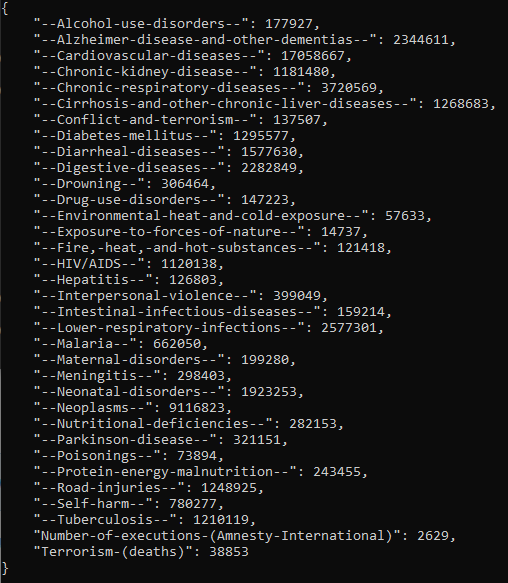 {
"--Alcohol-use-disorders--": 177927,
"--Alzheimer-disease-and-other-dementias--": 2344611,
"--Cardiovascular-diseases--": 17058667,
"--Chronic-kidney-disease--": 1181480,
"--Chronic-respiratory-diseases--": 3720569,
"--Cirrhosis-and-other-chronic-liver-diseases--": 1268683,
"--Conflict-and-terrorism--": 137507,
"--Diabetes-mellitus--": 1295577,
"--Diarrheal-diseases--": 1577630,
"--Digestive-diseases--": 2282849,
"--Drowning--": 306464,
"--Drug-use-disorders--": 147223,
"--Environmental-heat-and-cold-exposure--": 57633,
"--Exposure-to-forces-of-nature--": 14737,
"--Fire,-heat,-and-hot-substances--": 121418,
"--HIV/AIDS--": 1120138,
"--Hepatitis--": 126803,
"--Interpersonal-violence--": 399049,
"--Intestinal-infectious-diseases--": 159214,
"--Lower-respiratory-infections--": 2577301,
"--Malaria--": 662050,
"--Maternal-disorders--": 199280,
"--Meningitis--": 298403,
"--Neonatal-disorders--": 1923253,
"--Neoplasms--": 9116823,
"--Nutritional-deficiencies--": 282153,
"--Parkinson-disease--": 321151,
"--Poisonings--": 73894,
"--Protein-energy-malnutrition--": 243455,
"--Road-injuries--": 1248925,
"--Self-harm--": 780277,
"--Tuberculosis--": 1210119,
"Number-of-executions-(Amnesty-International)": 2629,
"Terrorism-(deaths)": 38853
}